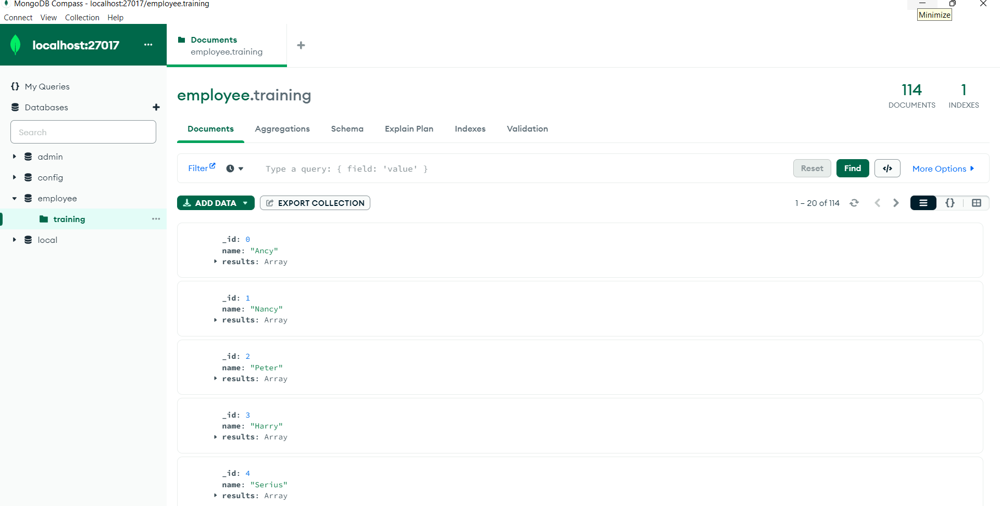 MongoDB Compass - localhost:27017/employee.training
Minimize
Connect View Collection Help
localhost:27017 ...
Documents
employee.training
+
{} My Queries
Databases +
Search
admin
config
employee
training ...
local
employee.training
114
DOCUMENTS
1
INDEXES
Documents Aggregations Schema Explain Plan Indexes Validation
Filter Type a query: { field: 'value' } Reset Find </> More Options
ADD DATA EXPORT COLLECTION 1 – 20 of 114 {}
_id: 0
name: "Ancy"
results: Array
_id: 1
name: "Nancy"
results: Array
_id: 2
name: "Peter"
results: Array
_id: 3
name: "Harry"
results: Array
_id: 4
name: "Serius"
results: Array